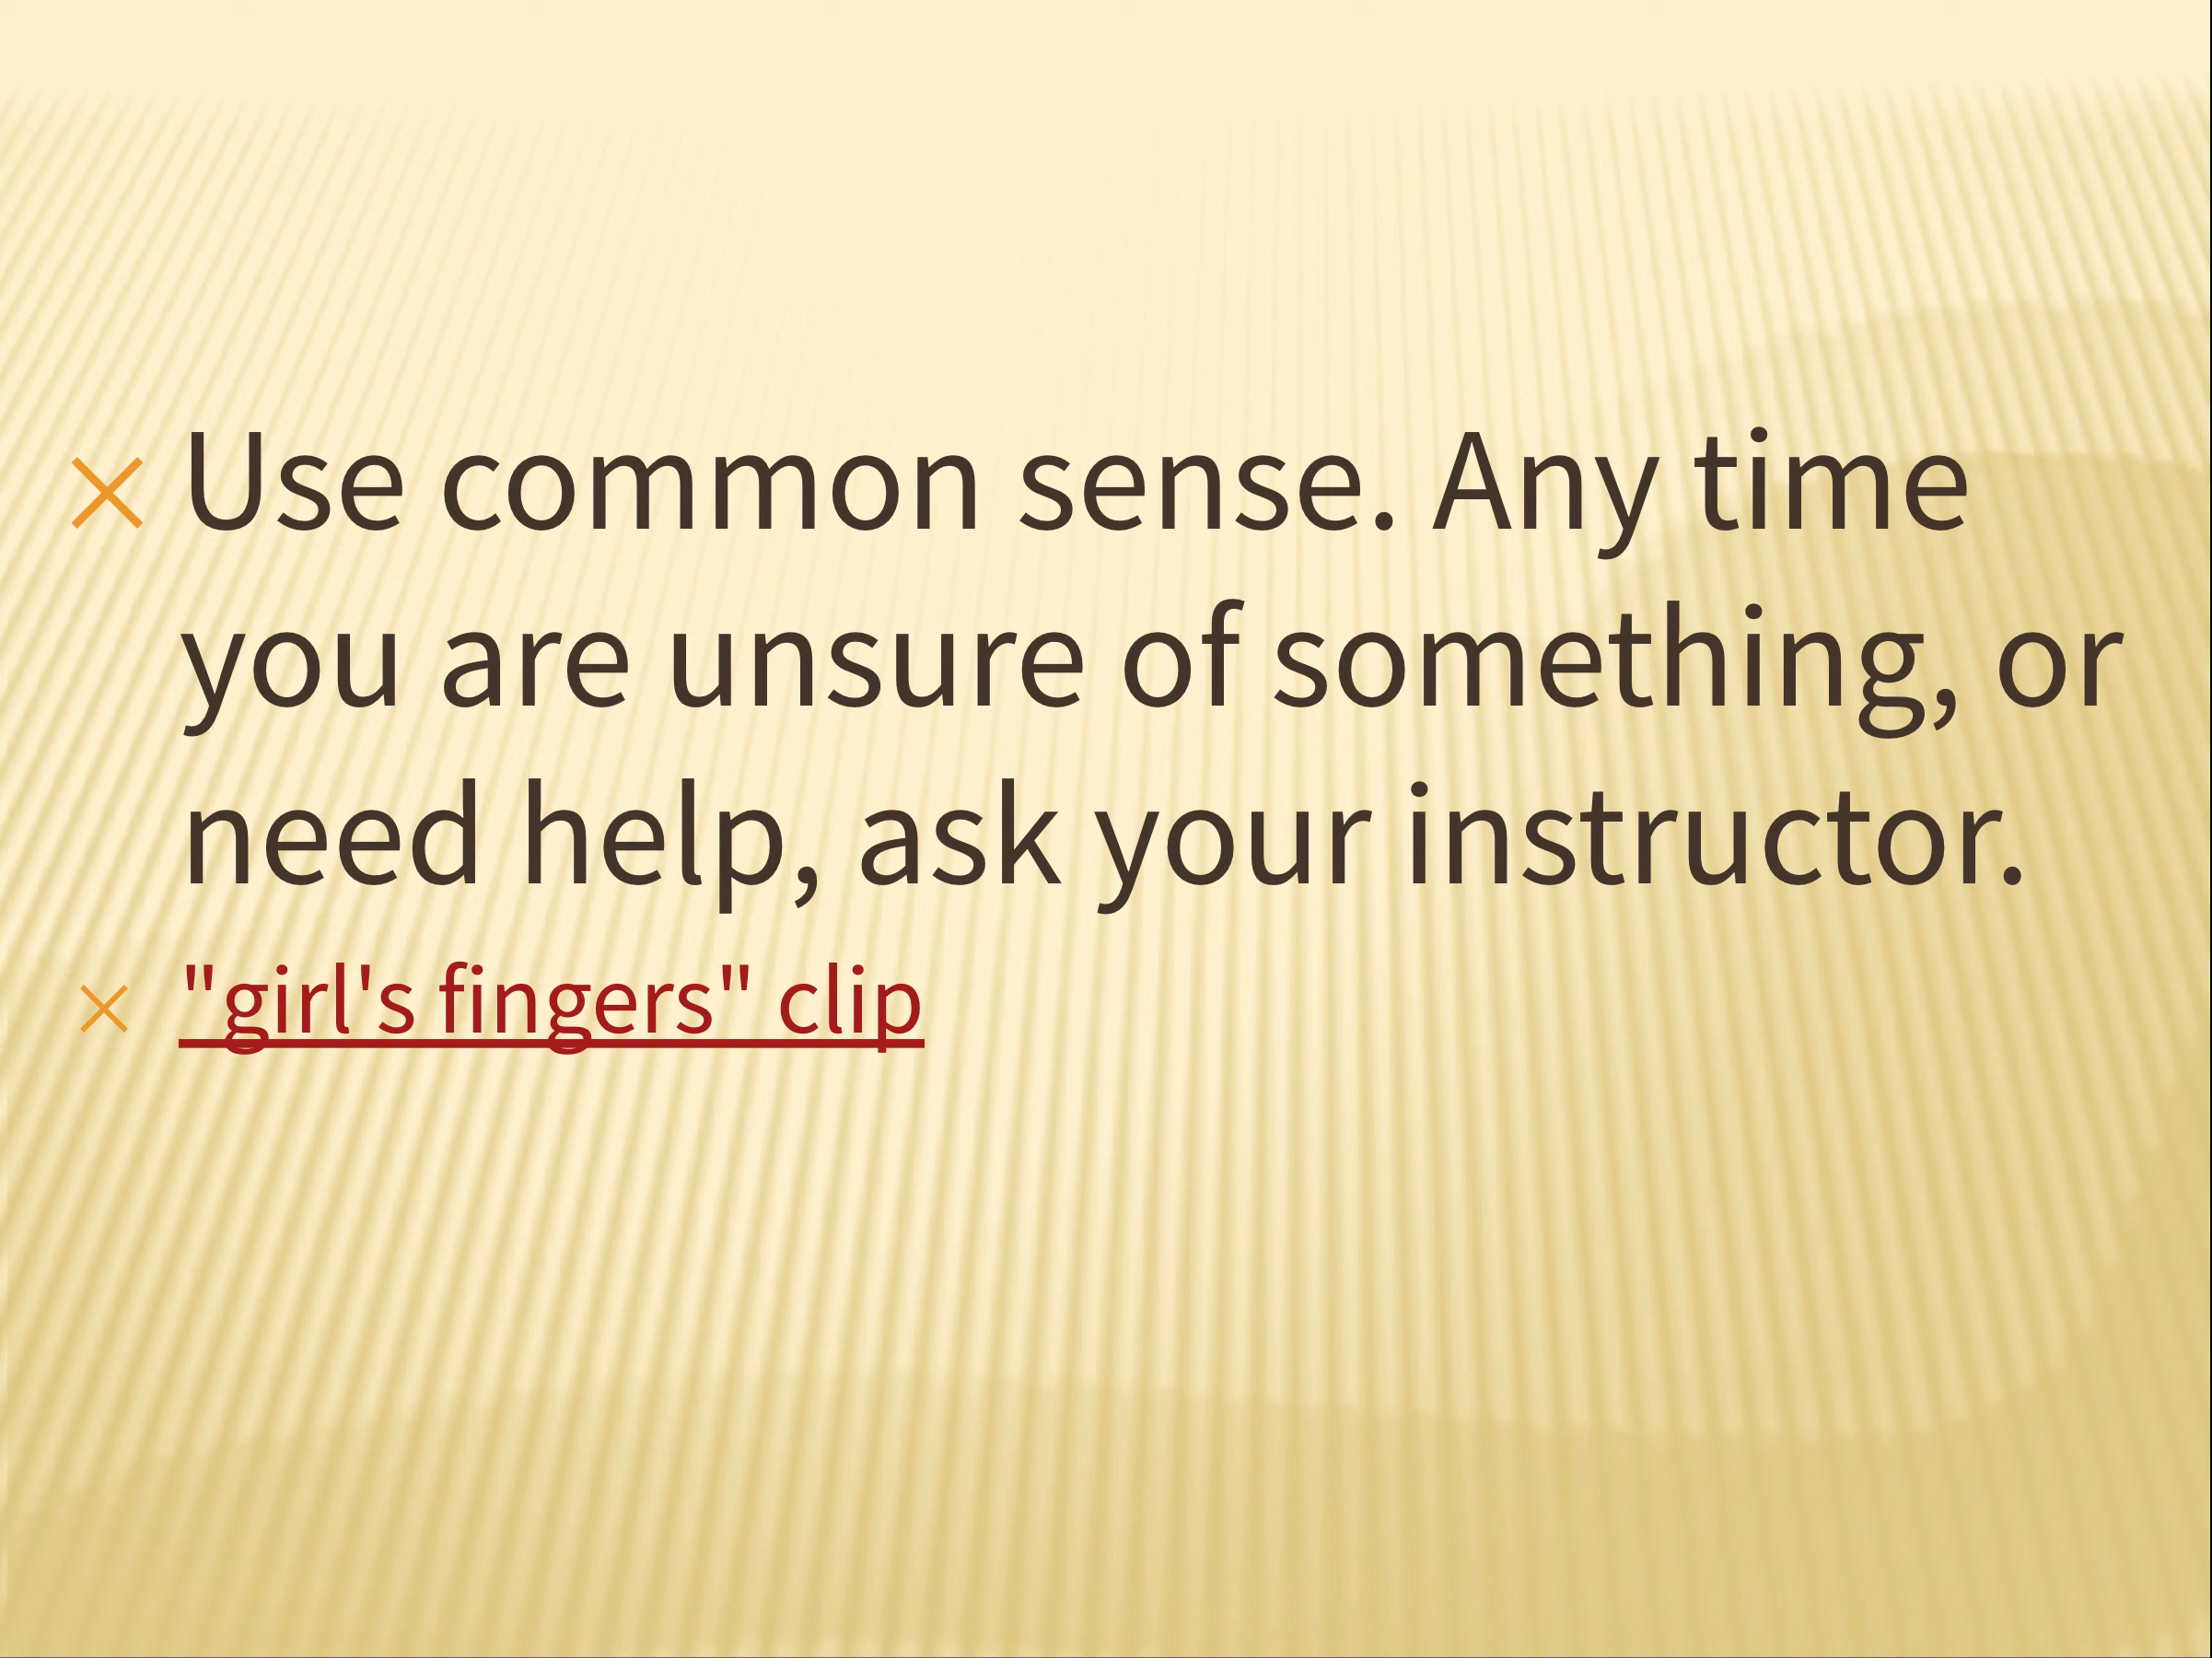 Use common sense. Any time
you are unsure of something, or
need help, ask your instructor.
"girl's fingers" clip